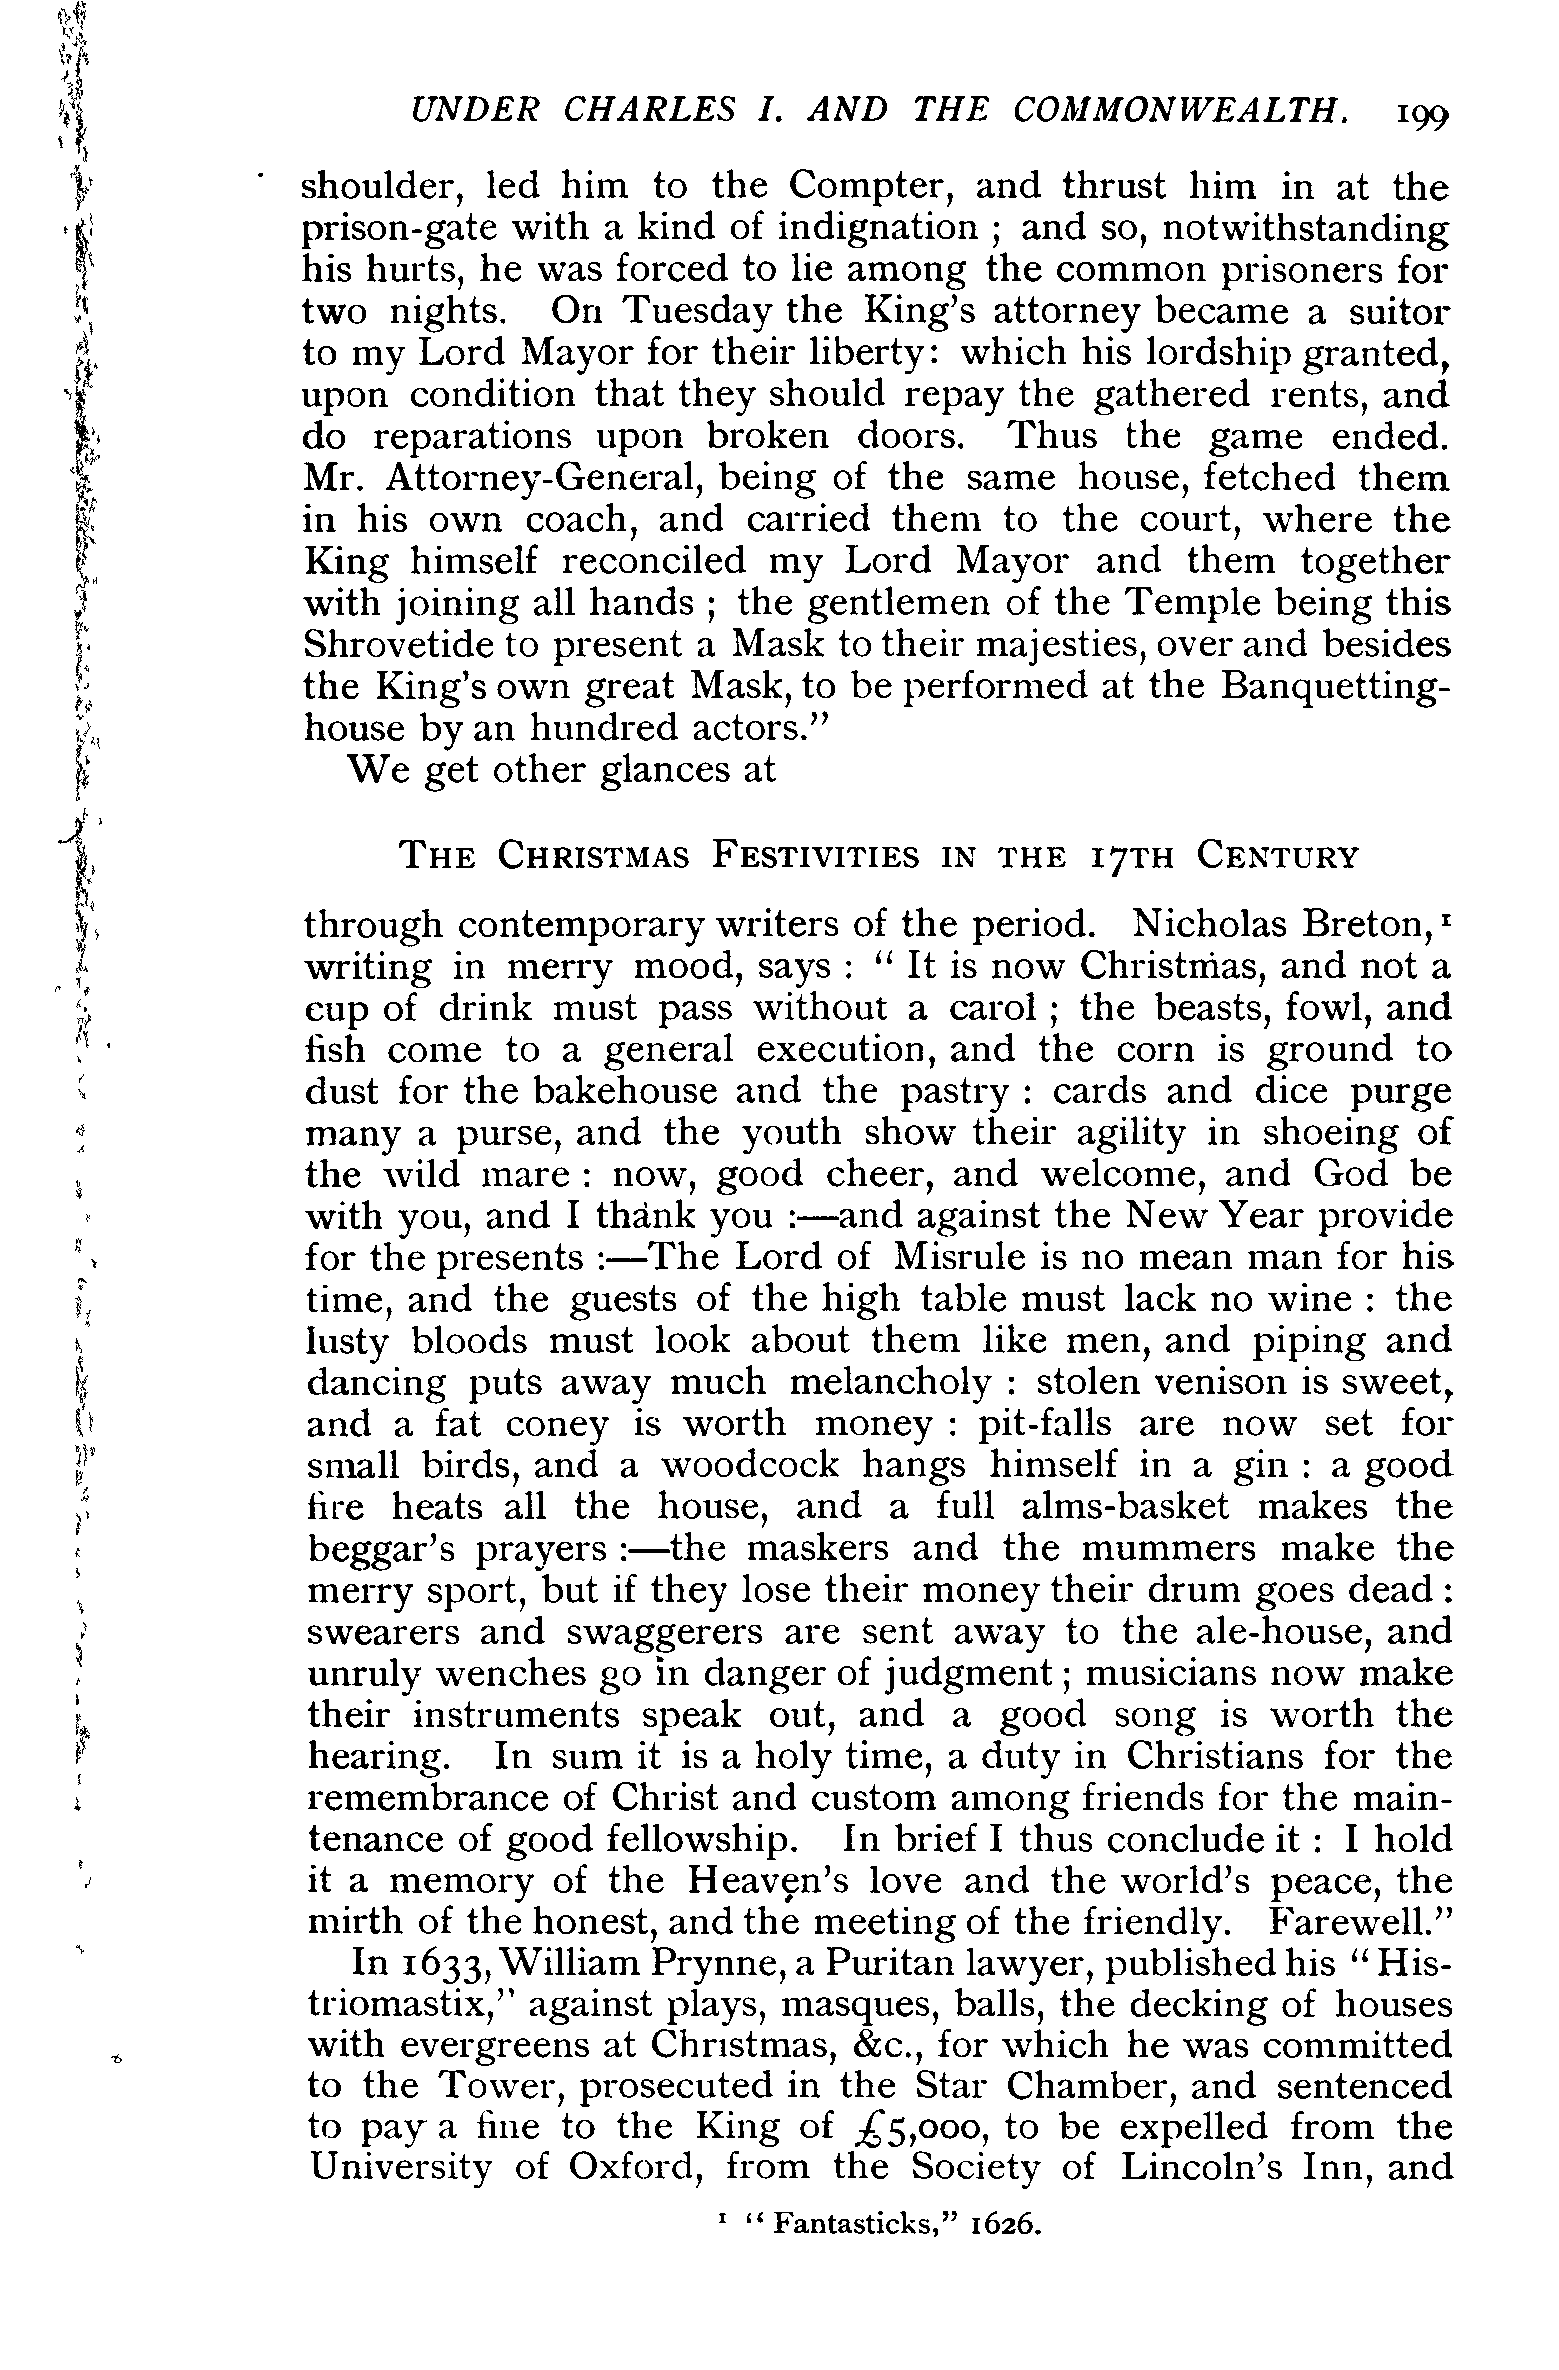 UNDER CHARLES I. AND THE COMMONWEALTH. 199
shoulder, led him to the Compter, and thrust him in at the
prison-gate with a kind of indignation ; and so, notwithstanding
his hurts, he was forced to lie among the common prisoners for
two nights. On Tuesday the King's attorney became a suitor
to my Lord Mayor for their liberty: which his lordship granted,
upon condition that they should repay the gathered rents, and
do reparations upon broken doors. Thus the game ended.
Mr. Attorney-General, being of the same house, fetched them
in his own coach, and carried them to the court, where the
King himself reconciled my Lord Mayor and them together
with joining all hands ; the gentlemen of the Temple being this
Shrovetide to present a Mask to their majesties, over and besides
the King's own great Mask, to be performed at the Banquetting-
house by an hundred actors."
We get other glances at
THE CHRISTMAS FESTIVITIES IN THE 17TH CENTURY
through contemporary writers of the period. Nicholas Breton,¹
writing in merry mood, says : " It is now Christmas, and not a
cup of drink must pass without a carol ; the beasts, fowl, and
fish come to a general execution, and the corn is ground to
dust for the bakehouse and the pastry : cards and dice purge
many a purse, and the youth show their agility in shoeing of
the wild mare : now, good cheer, and welcome, and God be
with you, and I thank you :—and against the New Year provide
for the presents :—The Lord of Misrule is no mean man for his
time, and the guests of the high table must lack no wine : the
lusty bloods must look about them like men, and piping and
dancing puts away much melancholy : stolen venison is sweet,
and a fat coney is worth money : pit-falls are now set for
small birds, and a woodcock hangs himself in a gin : a good
fire heats all the house, and a full alms-basket makes the
beggar's prayers :—the maskers and the mummers make the
merry sport, but if they lose their money their drum goes dead :
swearers and swaggerers are sent away to the ale-house, and
unruly wenches go in danger of judgment ; musicians now make
their instruments speak out, and a good song is worth the
hearing. In sum it is a holy time, a duty in Christians for the
remembrance of Christ and custom among friends for the main-
tenance of good fellowship. In brief I thus conclude it : I hold
it a memory of the Heaven's love and the world's peace, the
mirth of the honest, and the meeting of the friendly. Farewell."
In 1633, William Prynne, a Puritan lawyer, published his " His-
triomastix," against plays, masques, balls, the decking of houses
with evergreens at Christmas, &c., for which he was committed
to the Tower, prosecuted in the Star Chamber, and sentenced
to pay a fine to the King of £5,000, to be expelled from the
University of Oxford, from the Society of Lincoln's Inn, and
¹ " Fantasticks," 1626.